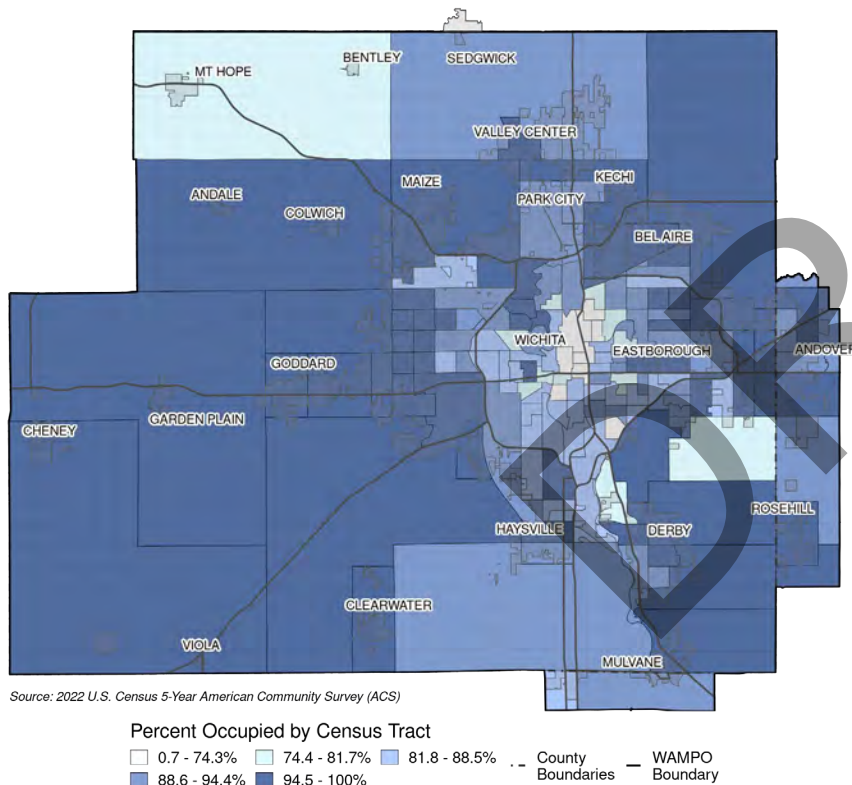 SEDGWICK
BENTLEY
MT HOPE
VALLEY CENTER
KECHI
MAIZE
ANDALE
PARK CITY
COLWICH
BEL AIRE
WICHITA
EASTBOROUGH
ANDOVER
GODDARD
GARDEN PLAIN
CHENEY
ROSEHILL
HAYSVILLE
DERBY
CLEARWATER
VIOLA
MULVANE
DR
Source: 2022 U.S. Census 5-Year American Community Survey (ACS)
Percent Occupied by Census Tract
0.7 - 74.3% 74.4 - 81.7% 81.8 - 88.5% County Boundaries WAMPO Boundary
88.6 - 94.4% 94.5 - 100%